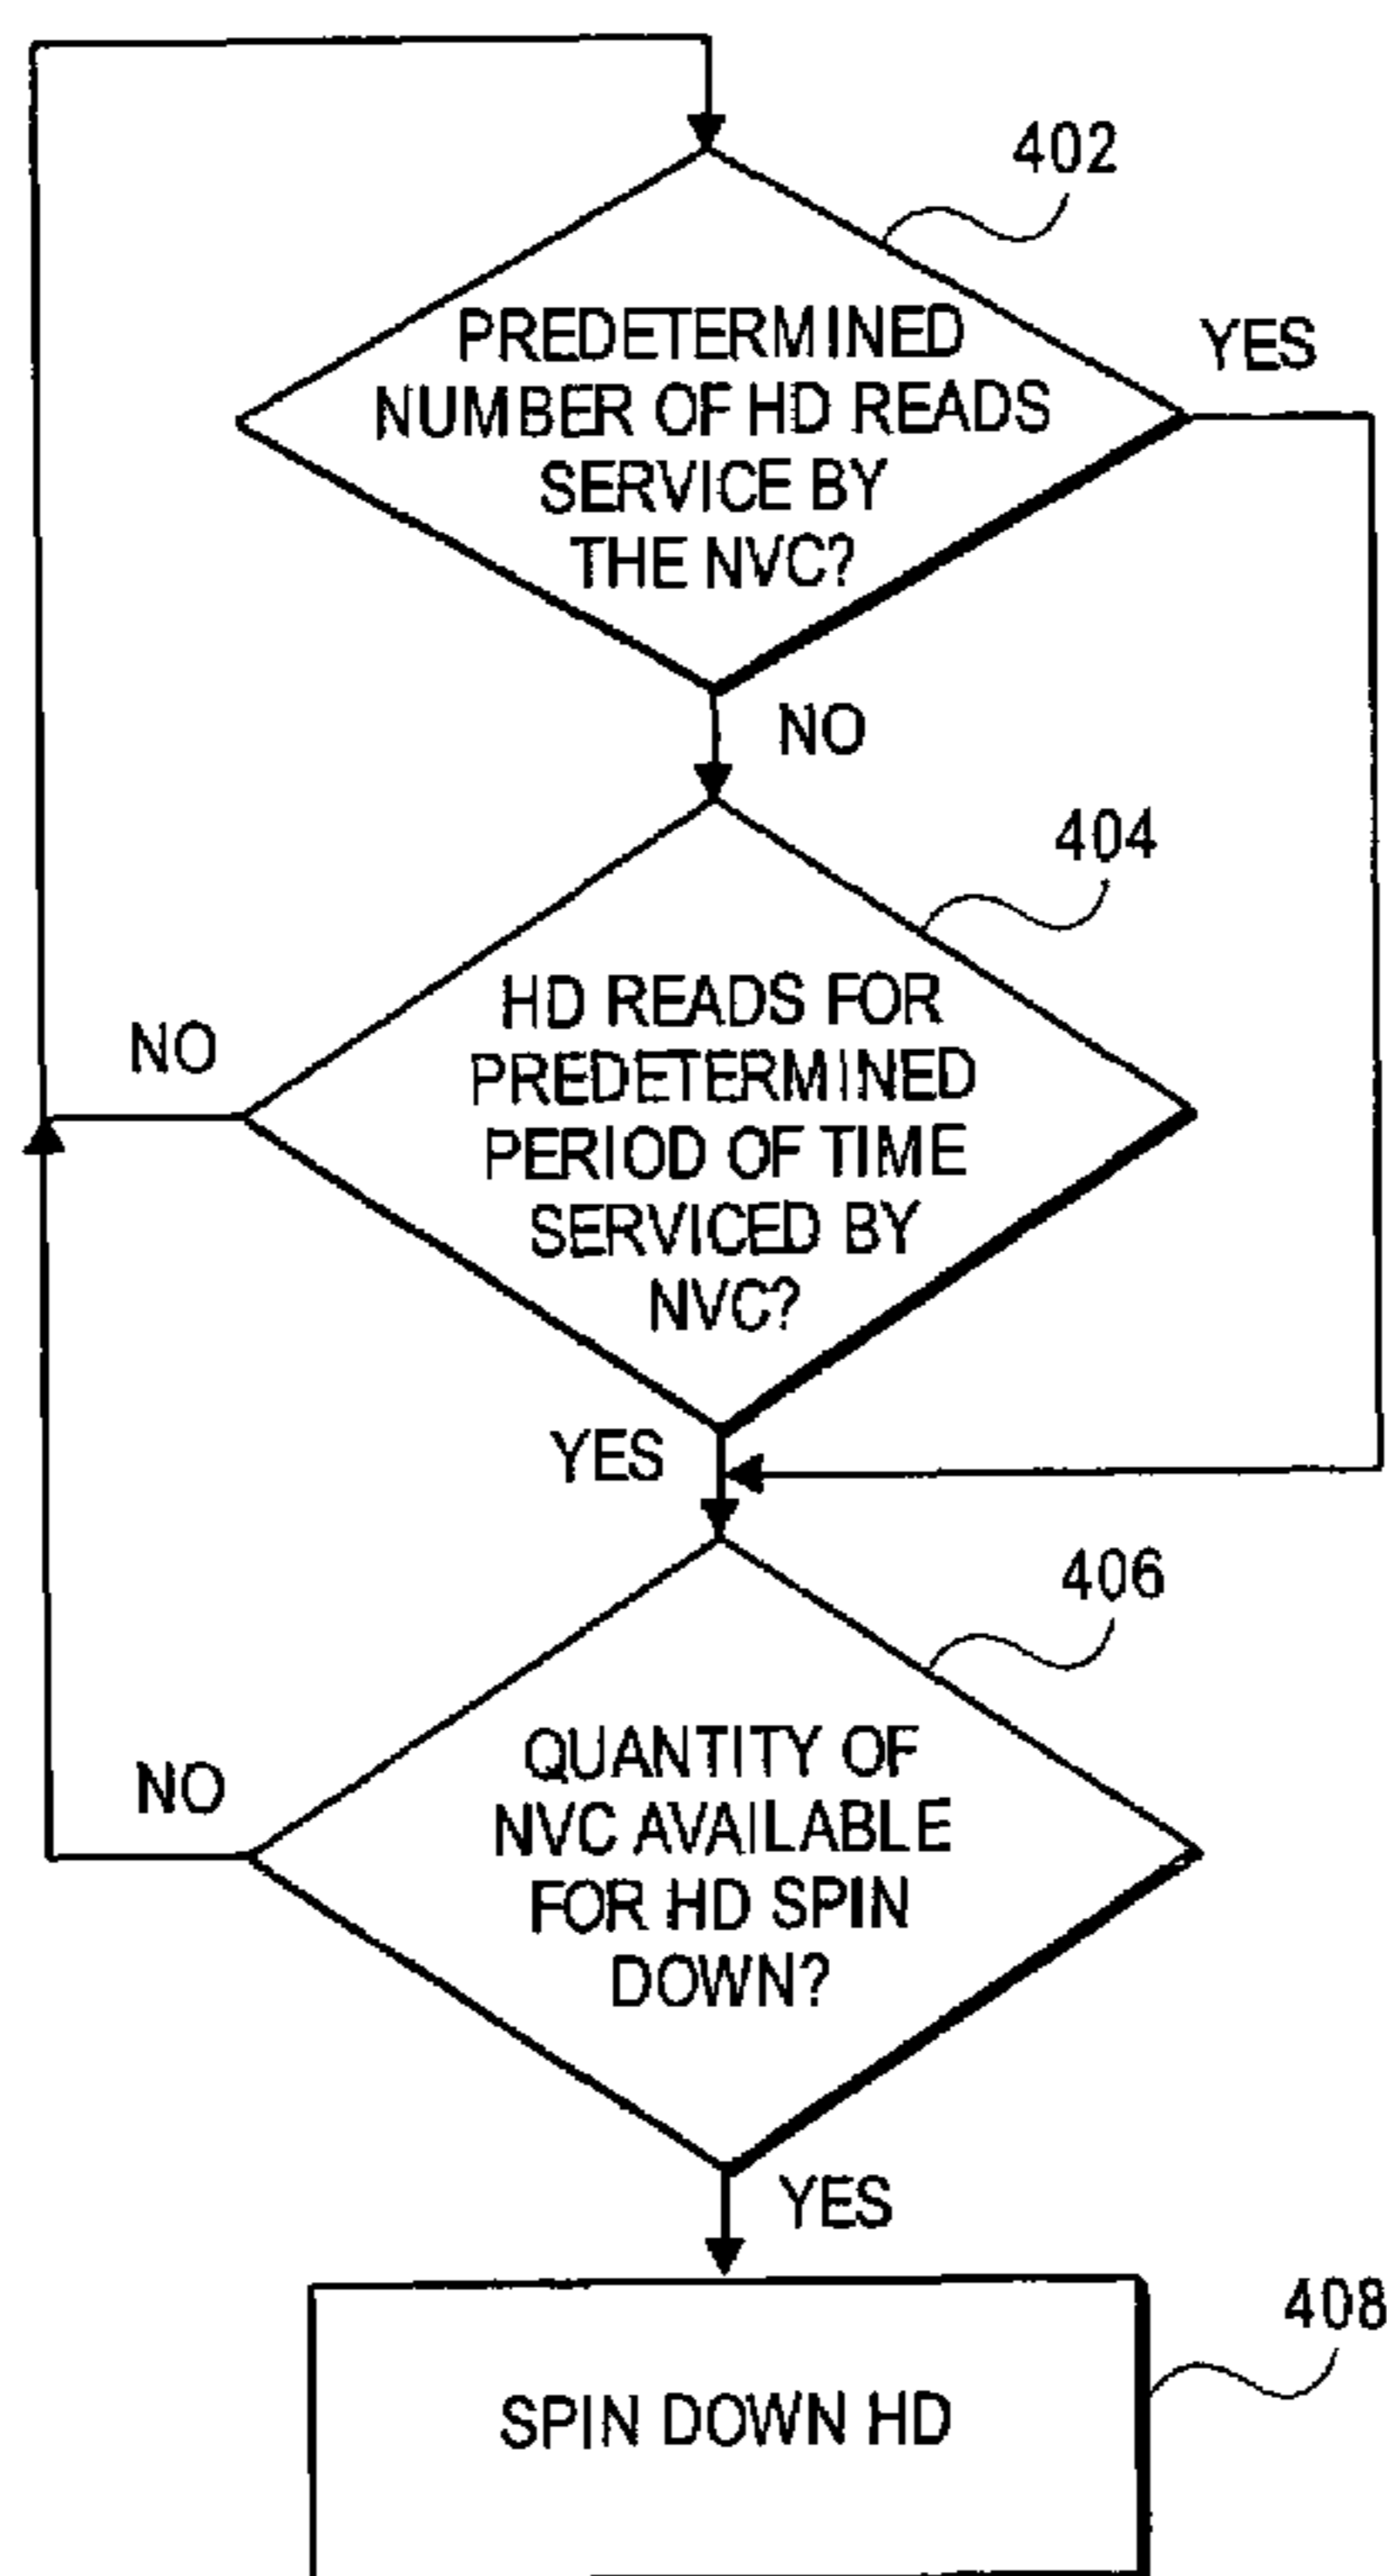 402
PREDETERMINED
NUMBER OF HD READS
SERVICE BY
THE NVC?
YES
NO
404
HD READS FOR
PREDETERMINED
PERIOD OF TIME
SERVICED BY
NVC?
NO
YES
406
QUANTITY OF
NVC AVAILABLE
FOR HD SPIN
DOWN?
NO
YES
408
SPIN DOWN HD